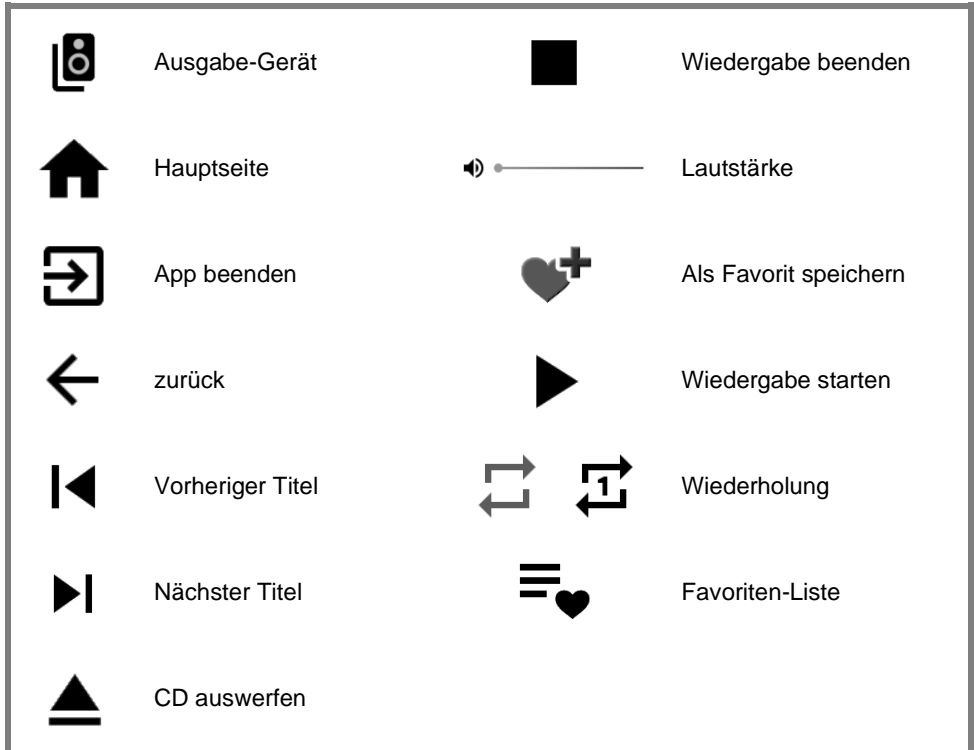 Ausgabe-Gerät
Wiedergabe beenden
Hauptseite
Lautstärke
App beenden
Als Favorit speichern
zurück
Wiedergabe starten
Vorheriger Titel
1
Wiederholung
Nächster Titel
Favoriten-Liste
CD auswerfen